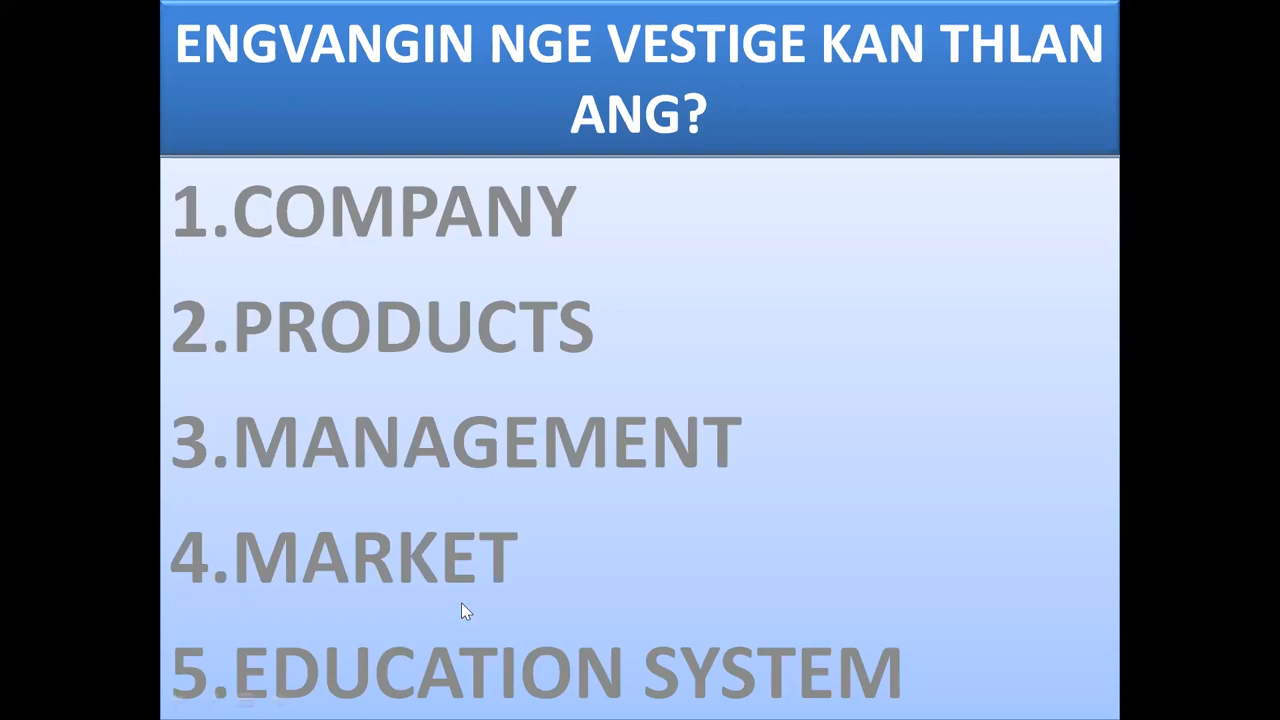 ENGVANGIN NGE VESTIGE KAN THLAN
ANG?
1.COMPANY
2.PRODUCTS
3.MANAGEMENT
4.MARKET
5.EDUCATION SYSTEM